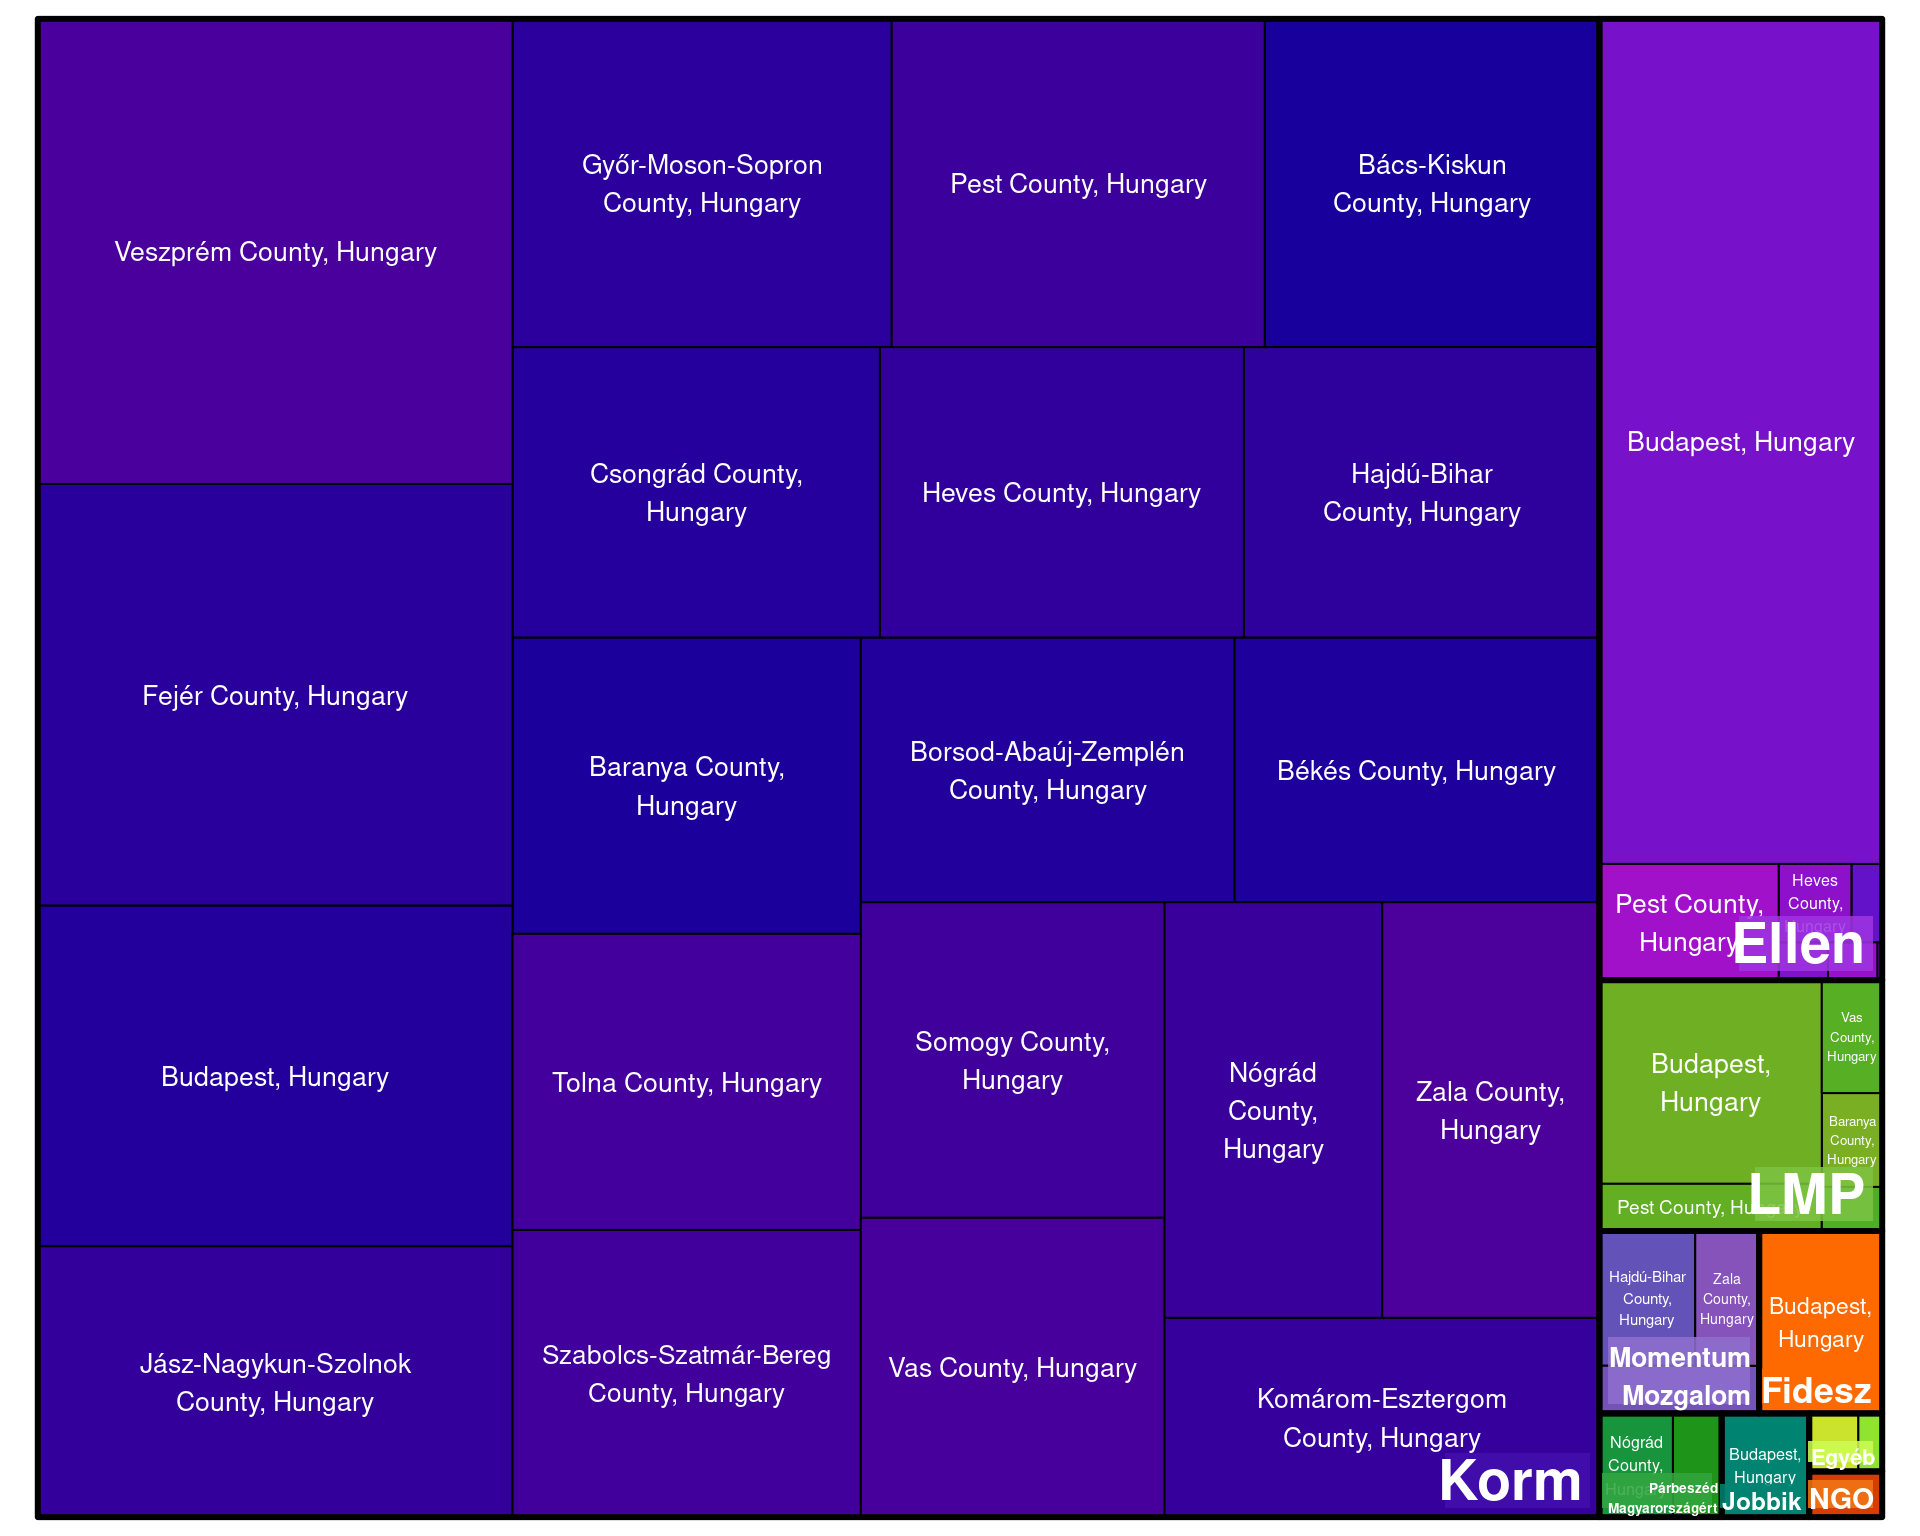 Veszprém County, Hungary
Fejér County, Hungary
Budapest, Hungary
Jász-Nagykun-Szolnok
County, Hungary
Győr-Moson-Sopron
County, Hungary
Pest County, Hungary
Bács-Kiskun
County, Hungary
Csongrád County,
Hungary
Heves County, Hungary
Hajdú-Bihar
County, Hungary
Baranya County,
Hungary
Borsod-Abaúj-Zemplén
County, Hungary
Békés County, Hungary
Tolna County, Hungary
Somogy County,
Hungary
Nógrád
County,
Hungary
Zala County,
Hungary
Szabolcs-Szatmár-Bereg
County, Hungary
Vas County, Hungary
Komárom-Esztergom
County, Hungary
Korm
Budapest, Hungary
Pest County,
Hungary
Heves
County,
Hungary
Ellen
Budapest,
Hungary
Vas
County,
Hungary
Baranya
County,
Hungary
Pest County, Hungary
LMP
Hajdú-Bihar
County,
Hungary
Zala
County,
Hungary
Momentum
Mozgalom
Budapest,
Hungary
Fidesz
Nógrád
County,
Hungary
Párbeszéd
Magyarországért
Budapest,
Hungary
Jobbik
Egyéb
NGO